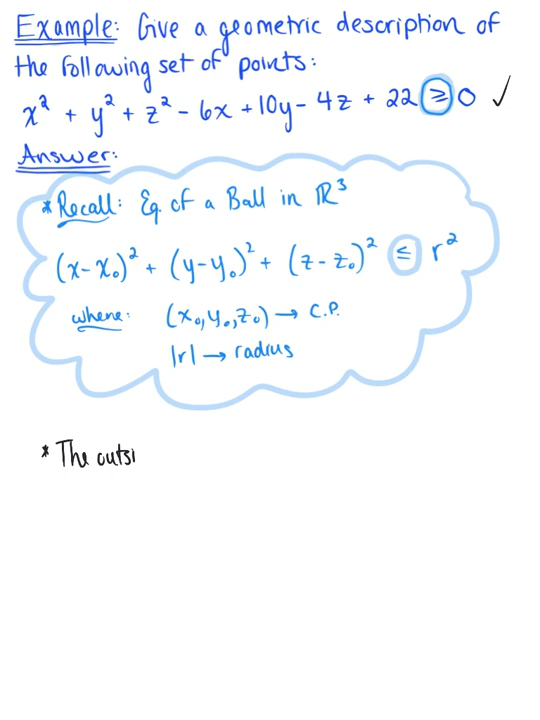 Example: Give a geometric description of
the following set of points:
x² + y² + z² - 6x + 10y - 4z + 22 ≥ 0 ✓
Answer:
* Recall: Eq. of a Ball in ℝ³
(x-x₀)² + (y-y₀)² + (z-z₀)² ≤ r²
where: (x₀,y₀,z₀) → C.P.
|r| → radius
* The outsi